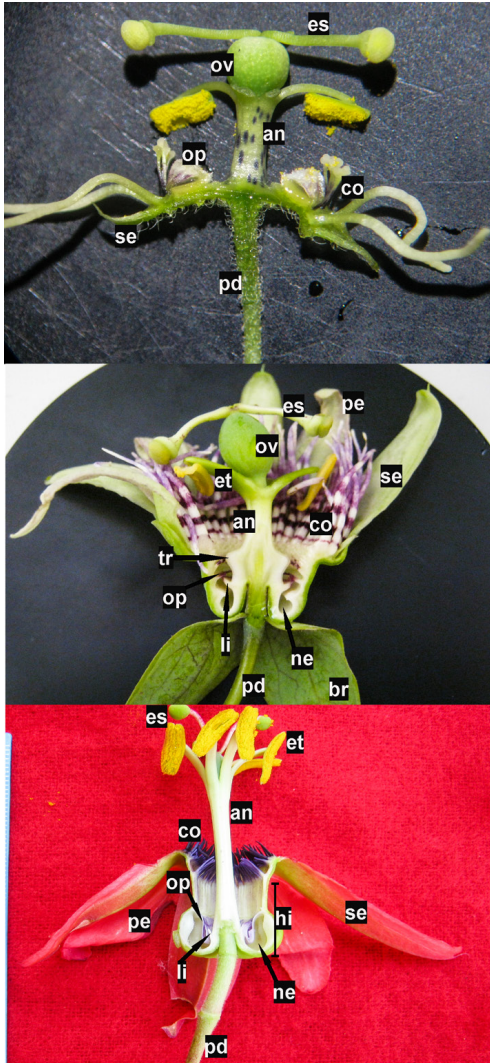 es
ov
an
op
co
se
pd
es
pe
ov
se
et
an
co
tr
op
li
ne
pd
br
es
et
an
co
op
hi
pe
se
li
ne
pd